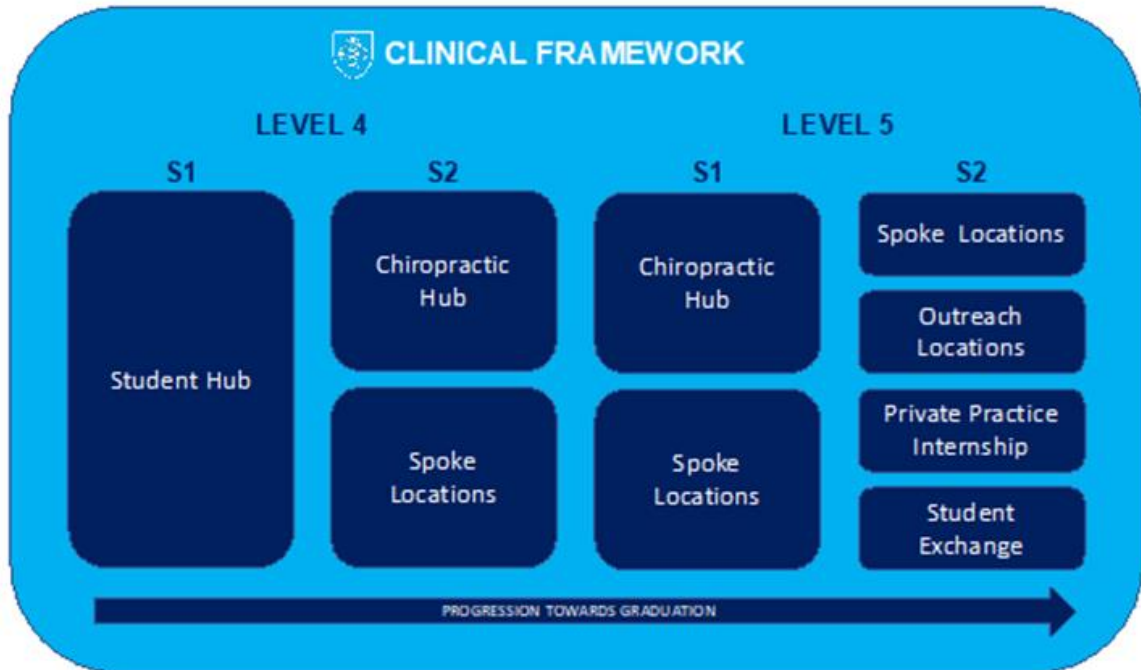 CLINICAL FRAMEWORK
LEVEL 4
LEVEL 5
S1
S2
S1
S2
Student Hub
Chiropractic
Hub
Spoke
Locations
Chiropractic
Hub
Spoke
Locations
Spoke Locations
Outreach
Locations
Private Practice
Internship
Student
Exchange
PROGRESSION TOWARDS GRADUATION